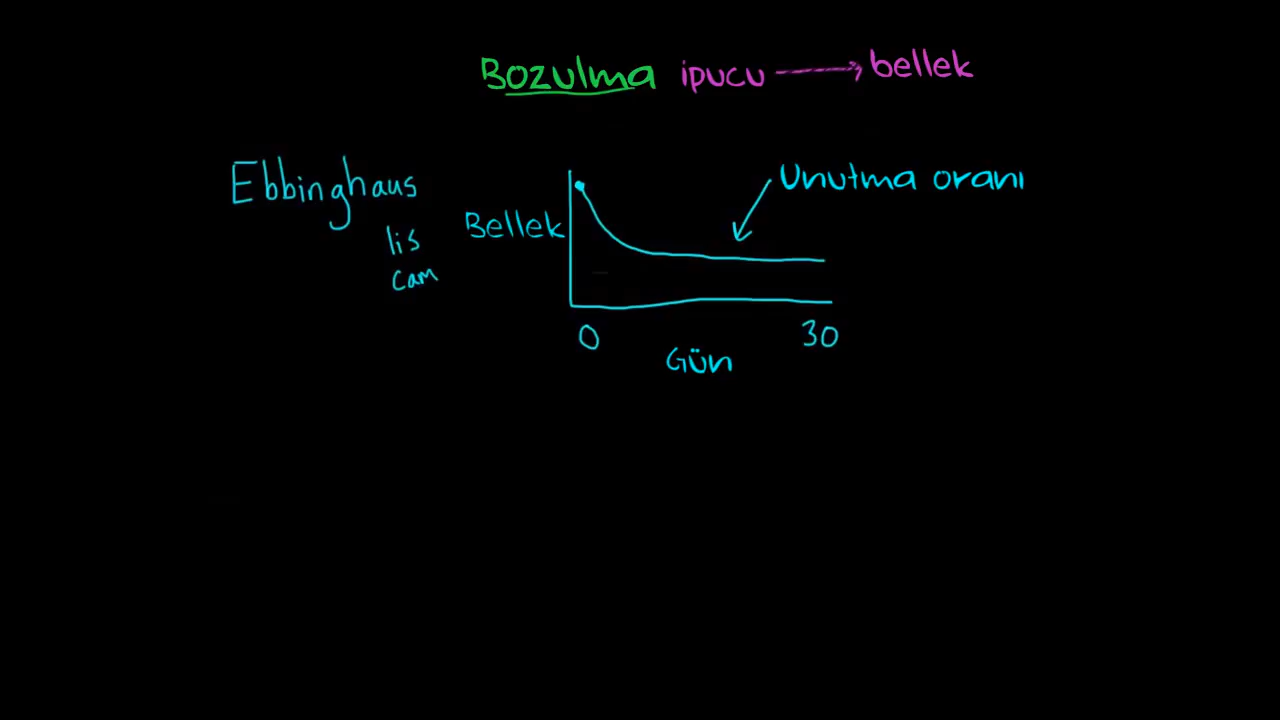 Bozulma ipucu → bellek
Ebbinghaus
lis
cam
Bellek
Unutma oranı
0
30
Gün